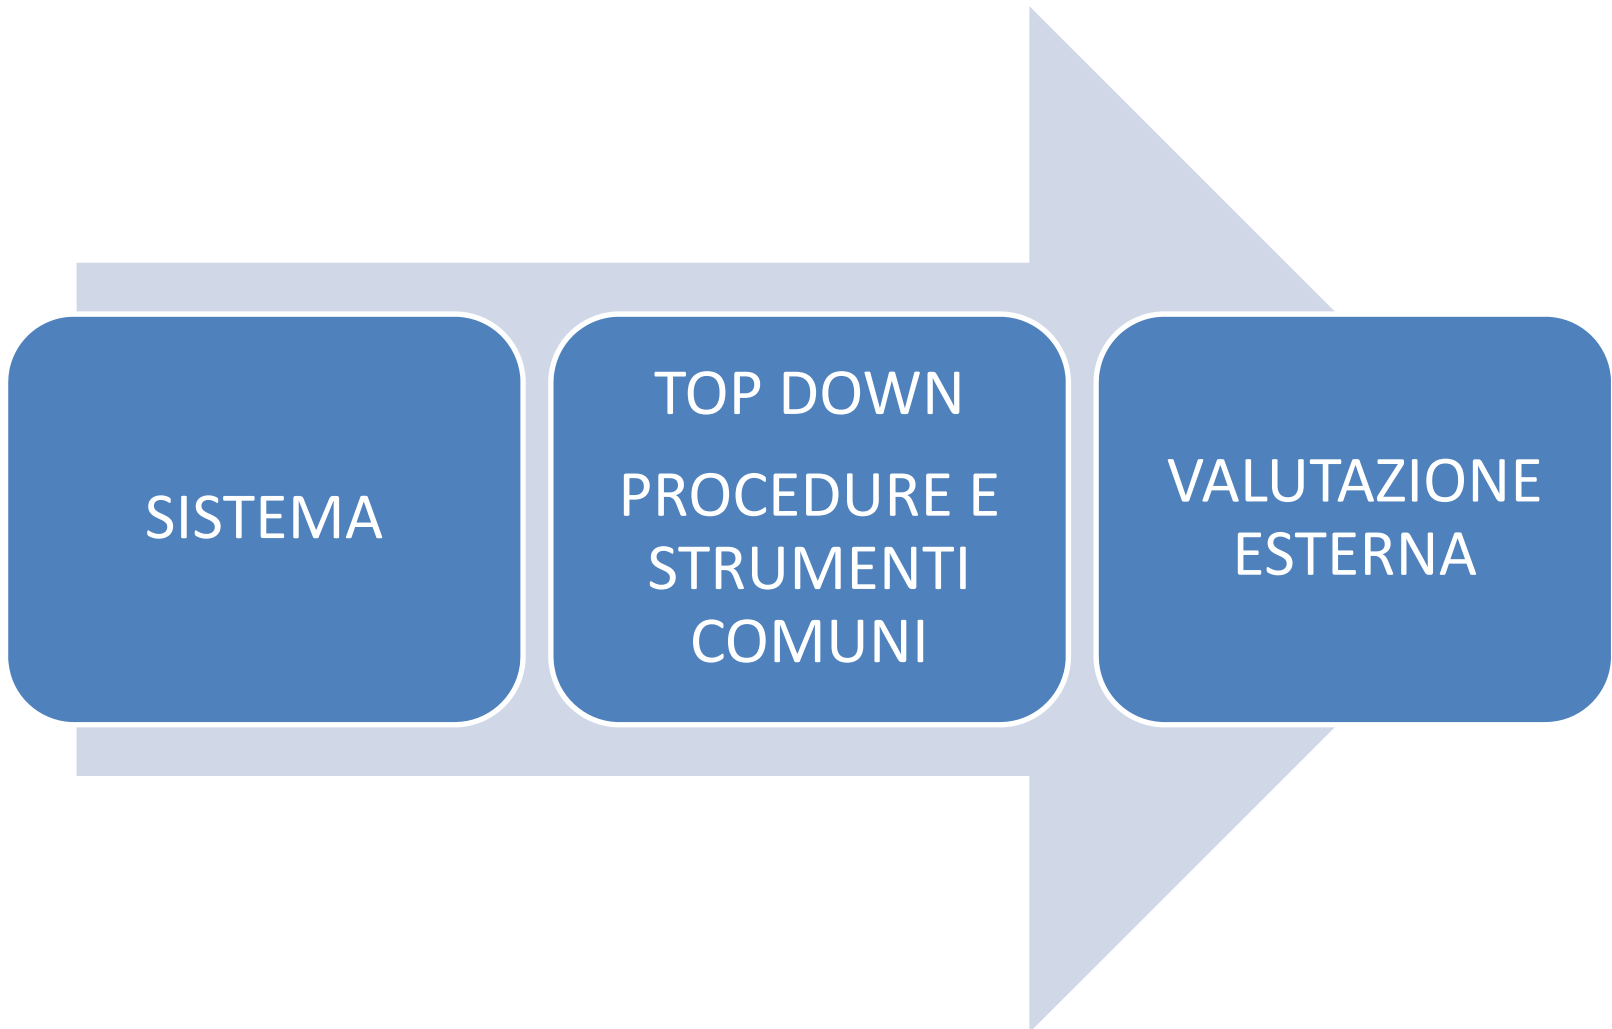 SISTEMA
TOP DOWN
PROCEDURE E
STRUMENTI
COMUNI
VALUTAZIONE
ESTERNA